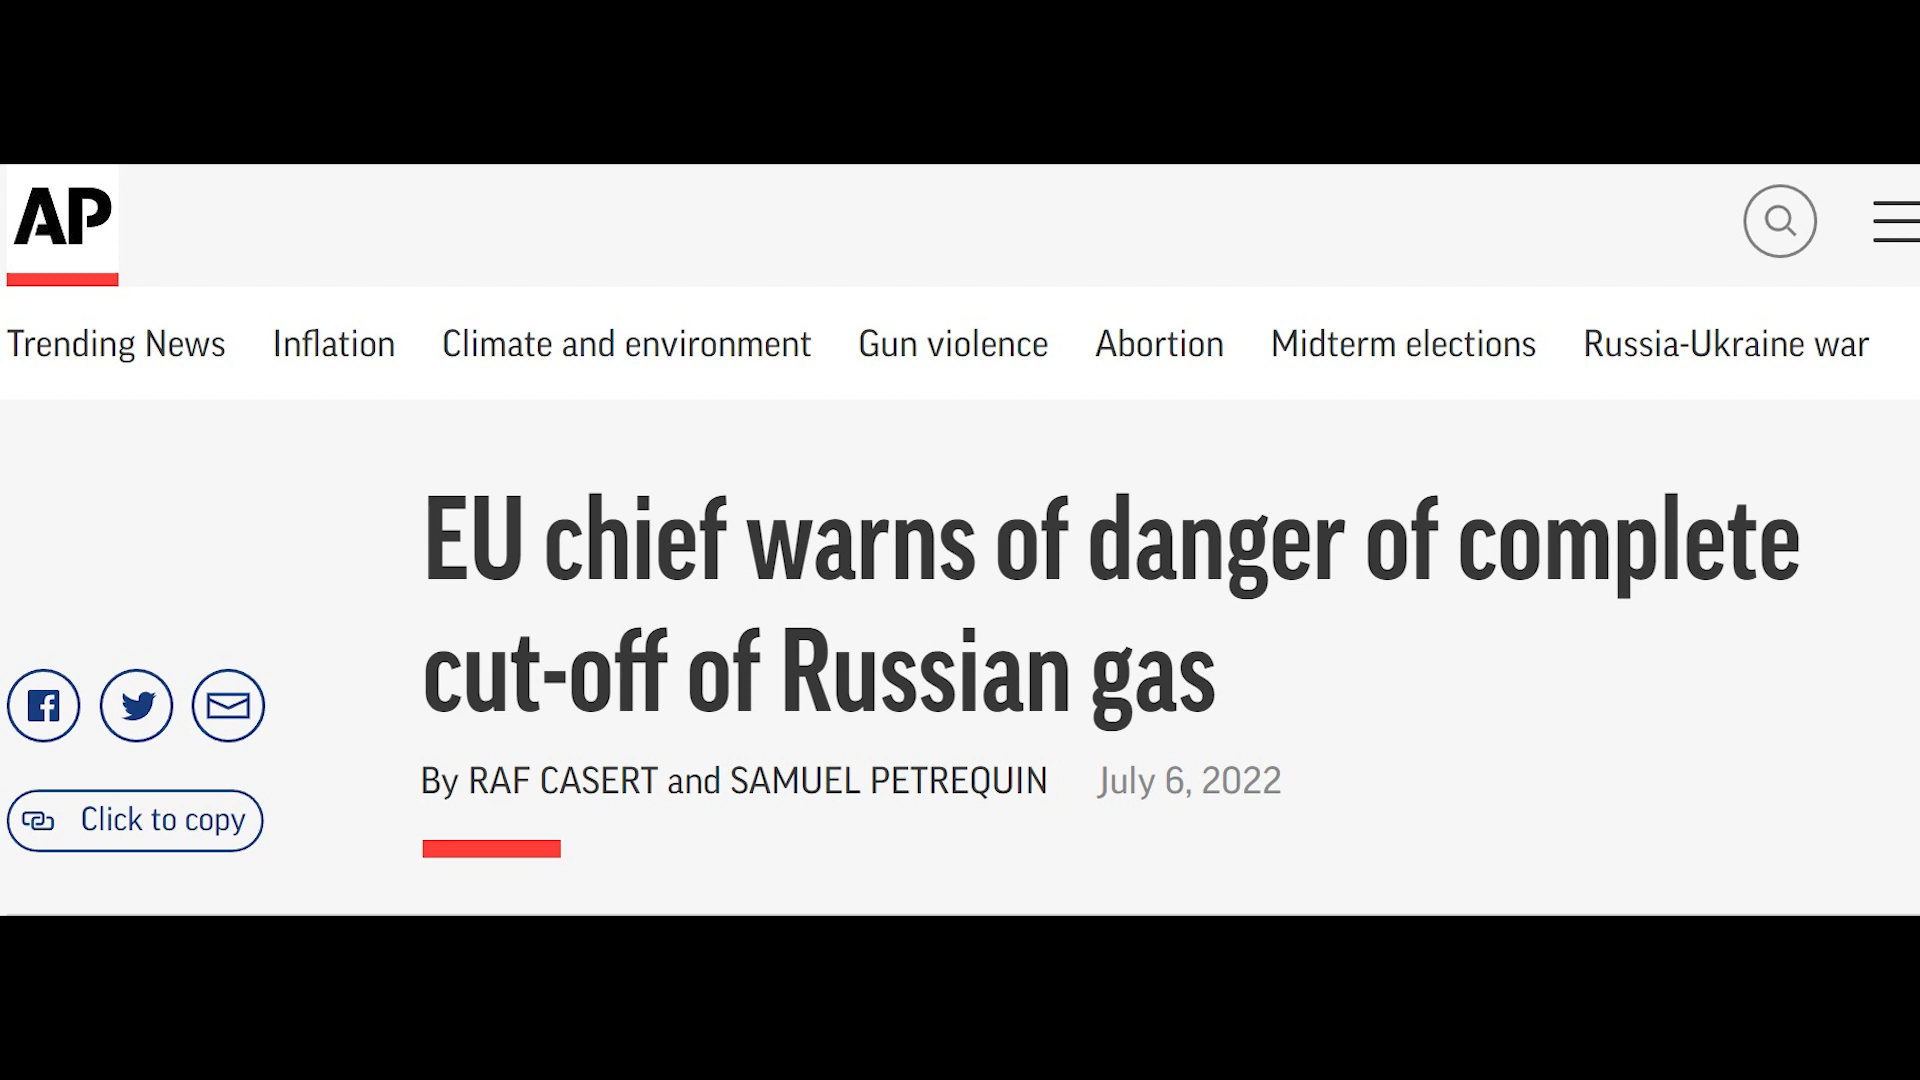 AP
Trending News Inflation Climate and environment Gun violence Abortion Midterm elections Russia-Ukraine war
EU chief warns of danger of complete
cut-off of Russian gas
By RAF CASERT and SAMUEL PETREQUIN July 6, 2022
Click to copy